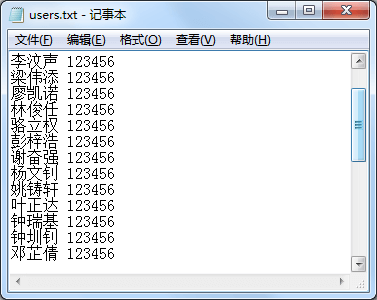 users.txt - 记事本
文件(F) 编辑(E) 格式(O) 查看(V) 帮助(H)
李汶声 123456
梁伟添 123456
廖凯诺 123456
林俊任 123456
骆立权 123456
彭梓浩 123456
谢奋强 123456
杨文钊 123456
姚铸轩 123456
叶正达 123456
钟瑞基 123456
钟圳钊 123456
邓芷倩 123456